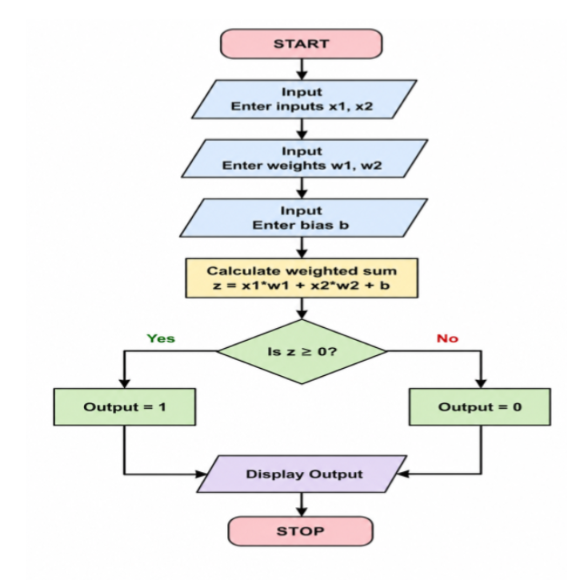 START
Input
Enter inputs x1, x2
Input
Enter weights w1, w2
Input
Enter bias b
Calculate weighted sum
z = x1*w1 + x2*w2 + b
Is z ≥ 0?
Yes
No
Output = 1
Output = 0
Display Output
STOP